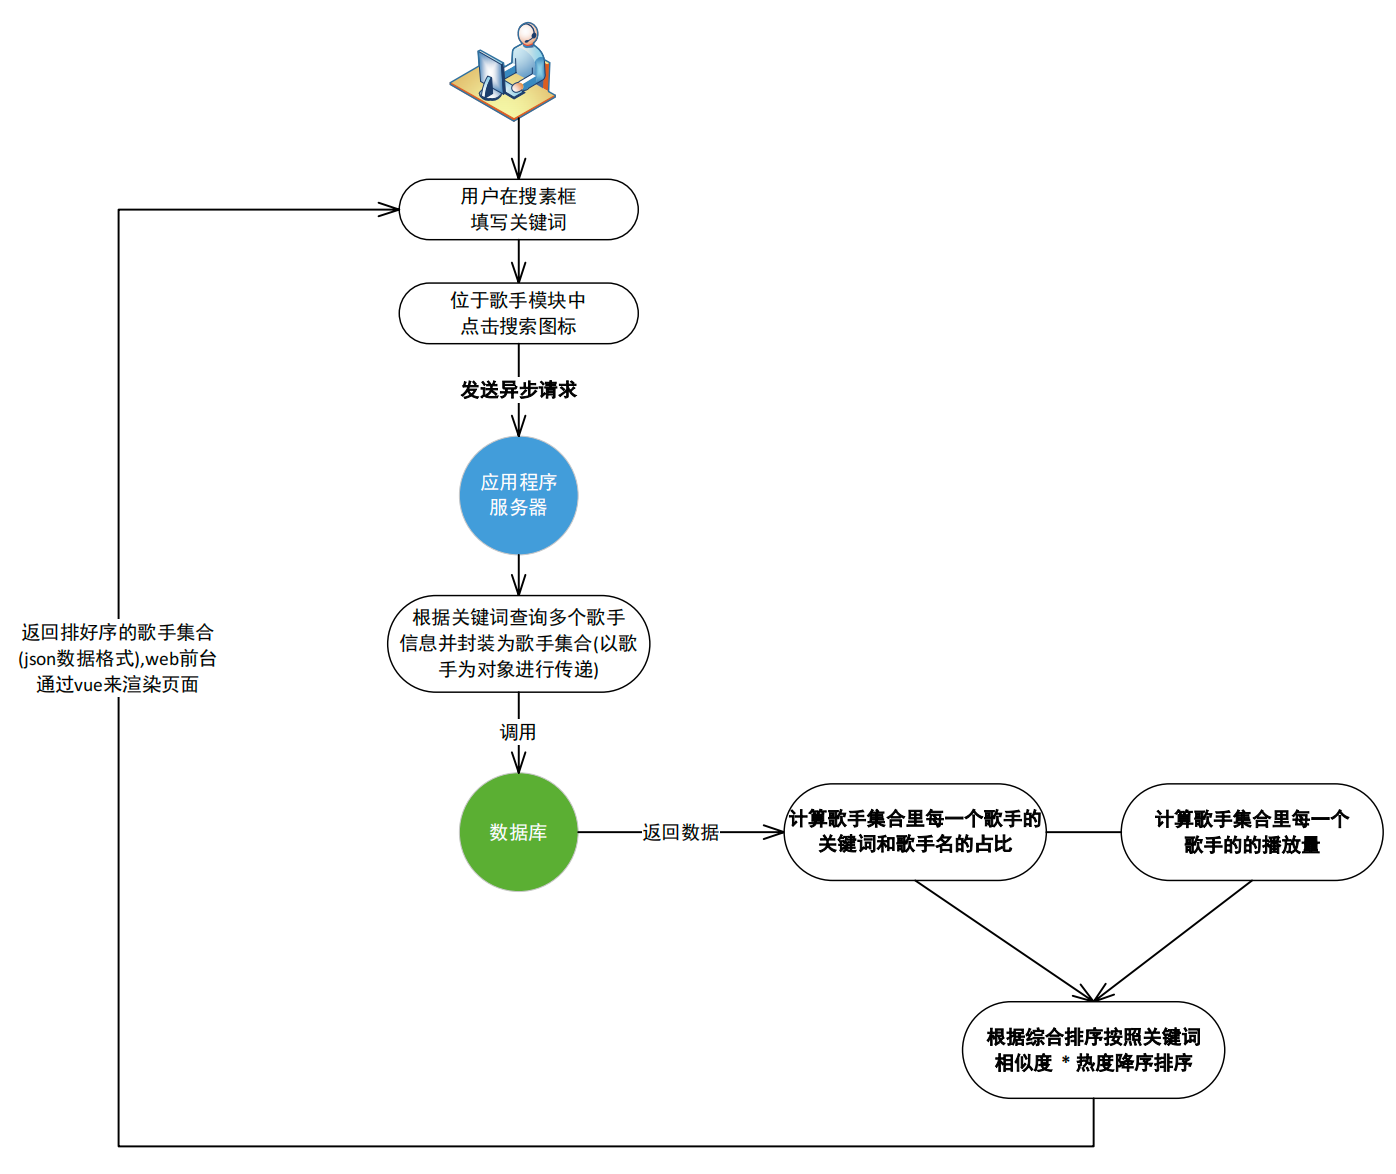 用户在搜素框
填写关键词
位于歌手模块中
点击搜索图标
发送异步请求
应用程序
服务器
根据关键词查询多个歌手
信息并封装为歌手集合(以歌
手为对象进行传递)
返回排好序的歌手集合
(json数据格式),web前台
通过vue来渲染页面
调用
数据库
返回数据
计算歌手集合里每一个歌手的
关键词和歌手名的占比
计算歌手集合里每一个
歌手的的播放量
根据综合排序按照关键词
相似度 * 热度降序排序